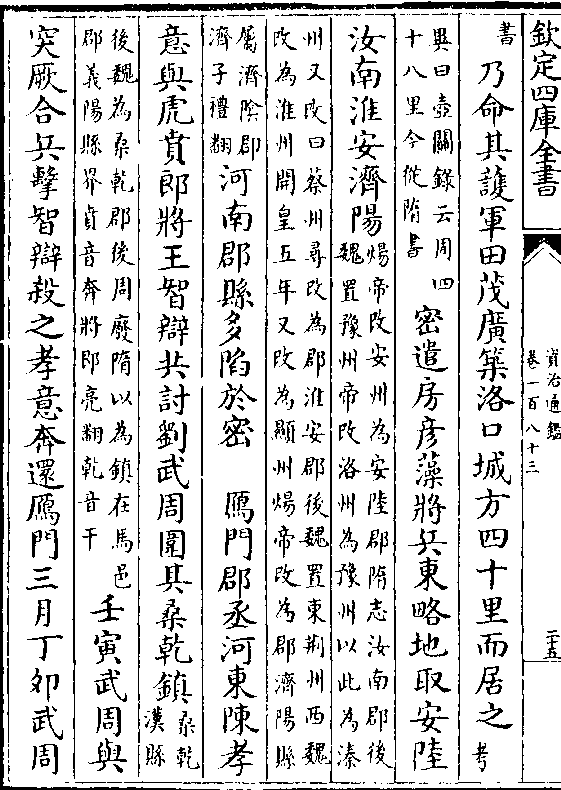 欽定四庫全書
資治通鑑
卷一百八十三
二十五
書
乃命其護軍田茂廣築洛口城方四十里而居之
考
異曰壺關錄云周四
十八里今從隋書
密遣房彥藻將兵東略地取安陸
汝南淮安濟陽
煬帝改安州為安陸郡隋志汝南郡後
魏置豫州帝改洛州為豫州以此為溱
州又改曰蔡州尋改為郡淮安郡後魏置東荆州西魏
改為淮州開皇五年又改為顯州煬帝改為郡濟陽縣
屬濟陰郡
濟子禮翻
河南郡縣多陷於密　鴈門郡丞河東陳孝
意與虎賁郎將王智辯共討劉武周圍其桑乾鎮
桑乾
漢縣
後魏為桑乾郡後周廢隋以為鎮在馬邑
郡義陽縣界貞音奔將即亮翻乾音干
壬寅武周與
突厥合兵擊智辯殺之孝意奔還鴈門三月丁夘武周